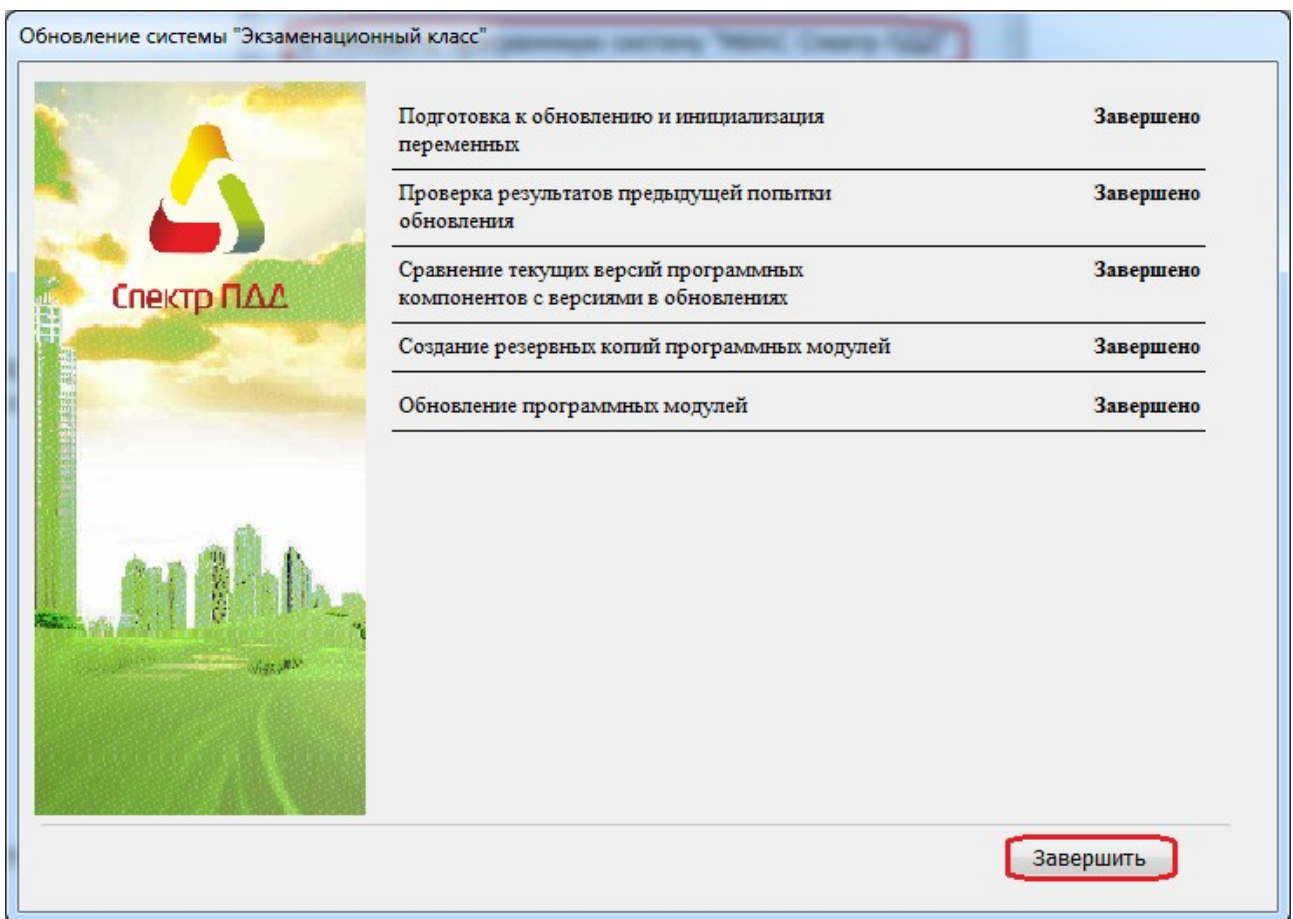 Обновление системы "Экзаменационный класс"
Подготовка к обновлению и инициализация
переменных
Завершено
Проверка результатов предыдущей попытки
обновления
Завершено
Сравнение текущих версий программных
компонентов с версиями в обновлениях
Завершено
Создание резервных копий программных модулей
Завершено
Обновление программных модулей
Завершено
Спектр ПДД
Завершить